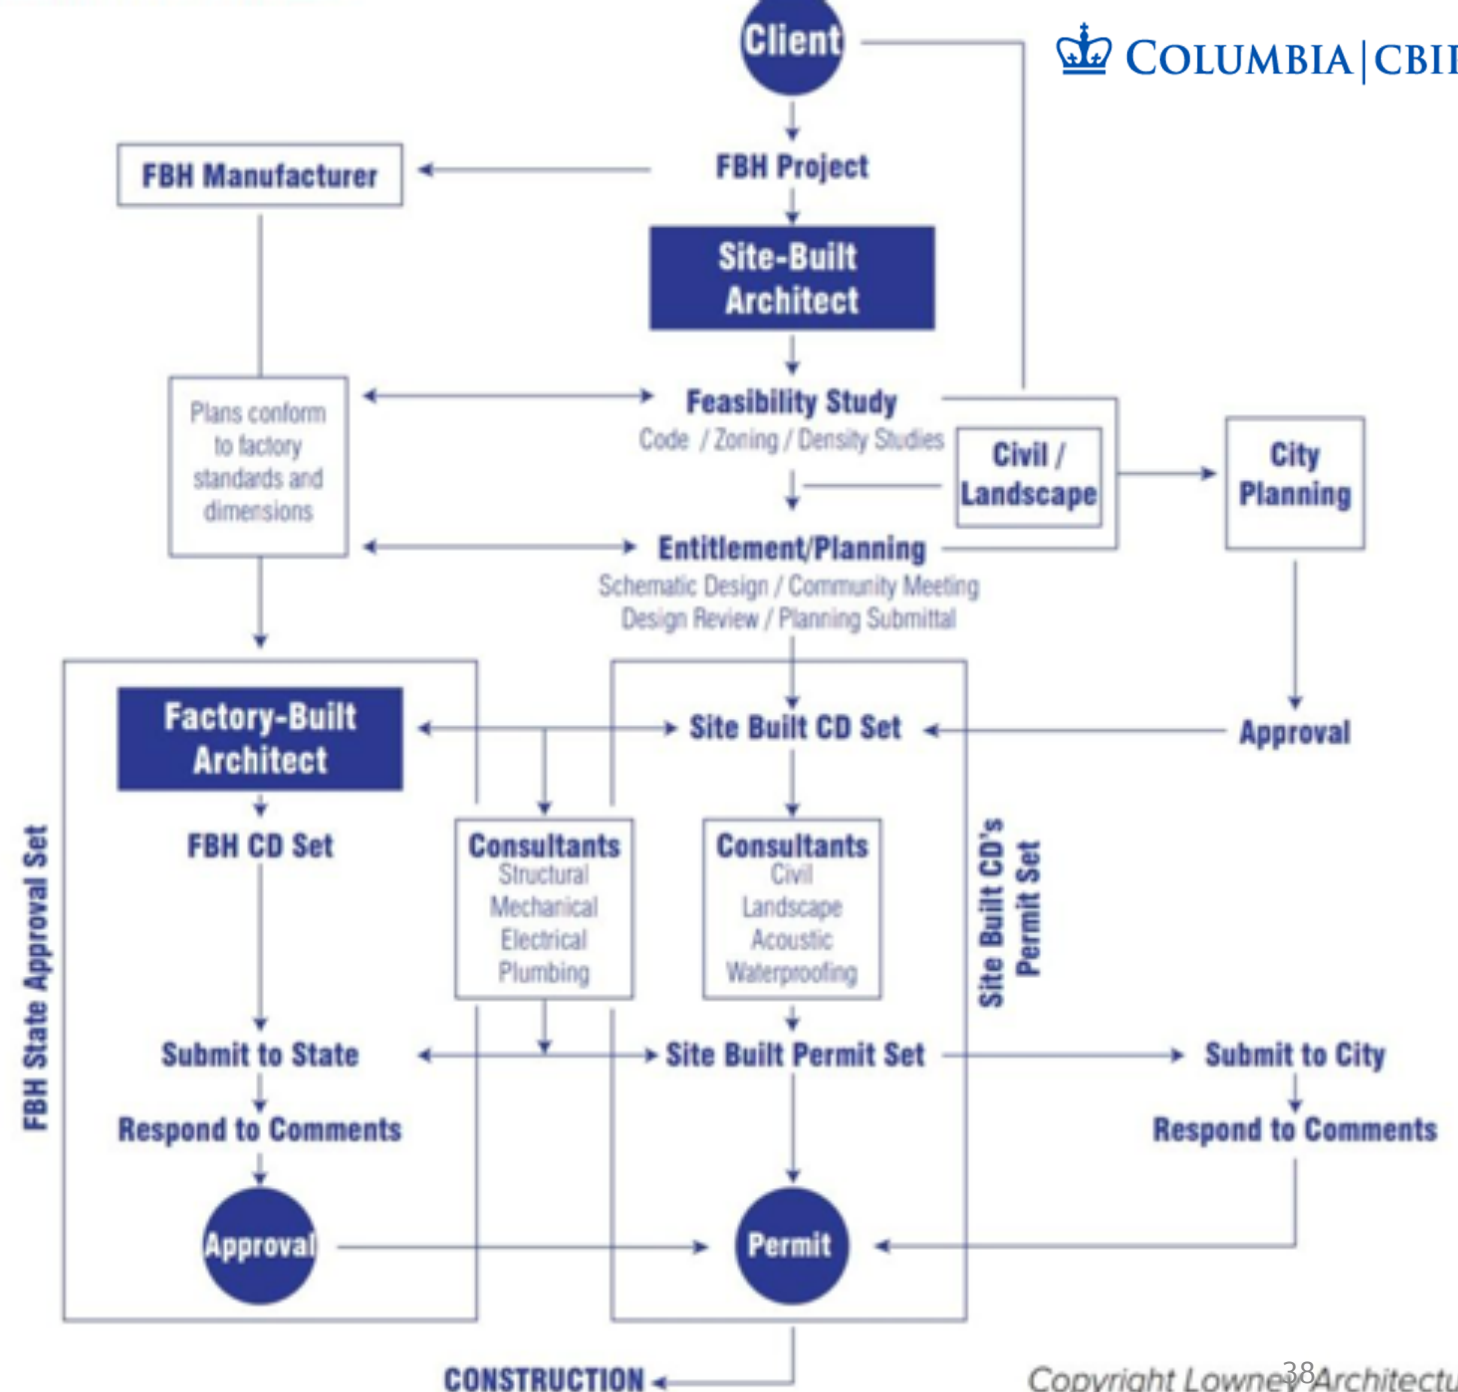 Client
COLUMBIA|CBI
FBH Manufacturer
FBH Project
Site-Built
Architect
Plans conform
to factory
standards and
dimensions
Feasibility Study
Code / Zoning / Density Studies
Civil /
Landscape
City
Planning
Entitlement/Planning
Schematic Design / Community Meeting
Design Review / Planning Submittal
Factory-Built
Architect
Site Built CD Set
Approval
FBH CD Set
Consultants
Structural
Mechanical
Electrical
Plumbing
Consultants
Civil
Landscape
Acoustic
Waterproofing
FBH State Approval Set
Site Built CD's
Permit Set
Submit to State
Site Built Permit Set
Submit to City
Respond to Comments
Respond to Comments
Approval
Permit
CONSTRUCTION
38
Copyright Lowney Architectu